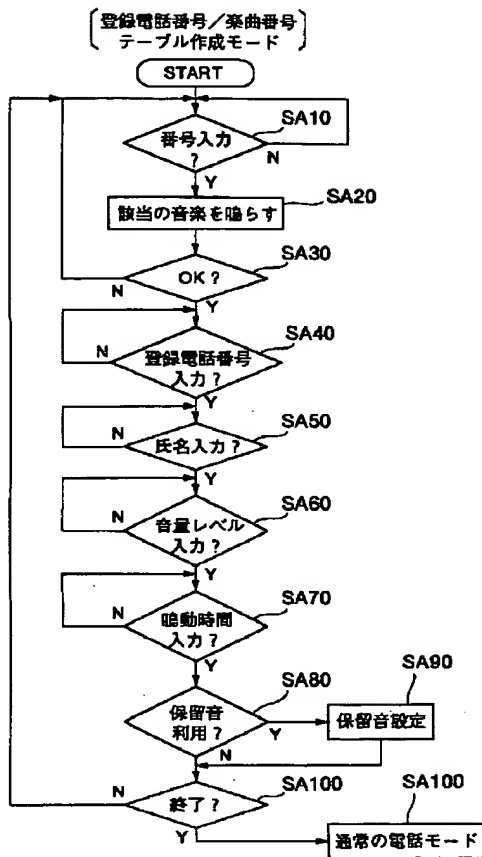 登録電話番号／楽曲番号
テーブル作成モード
START
SA10
番号入力
?
N
Y
SA20
該当の音楽を鳴らす
SA30
OK?
N
Y
SA40
登録電話番号
入力?
N
Y
SA50
氏名入力?
N
Y
SA60
音量レベル
入力?
N
Y
SA70
鳴動時間
入力?
N
Y
SA80
保留音
利用?
Y
N
SA90
保留音設定
SA100
終了?
N
Y
SA100
通常の電話モード